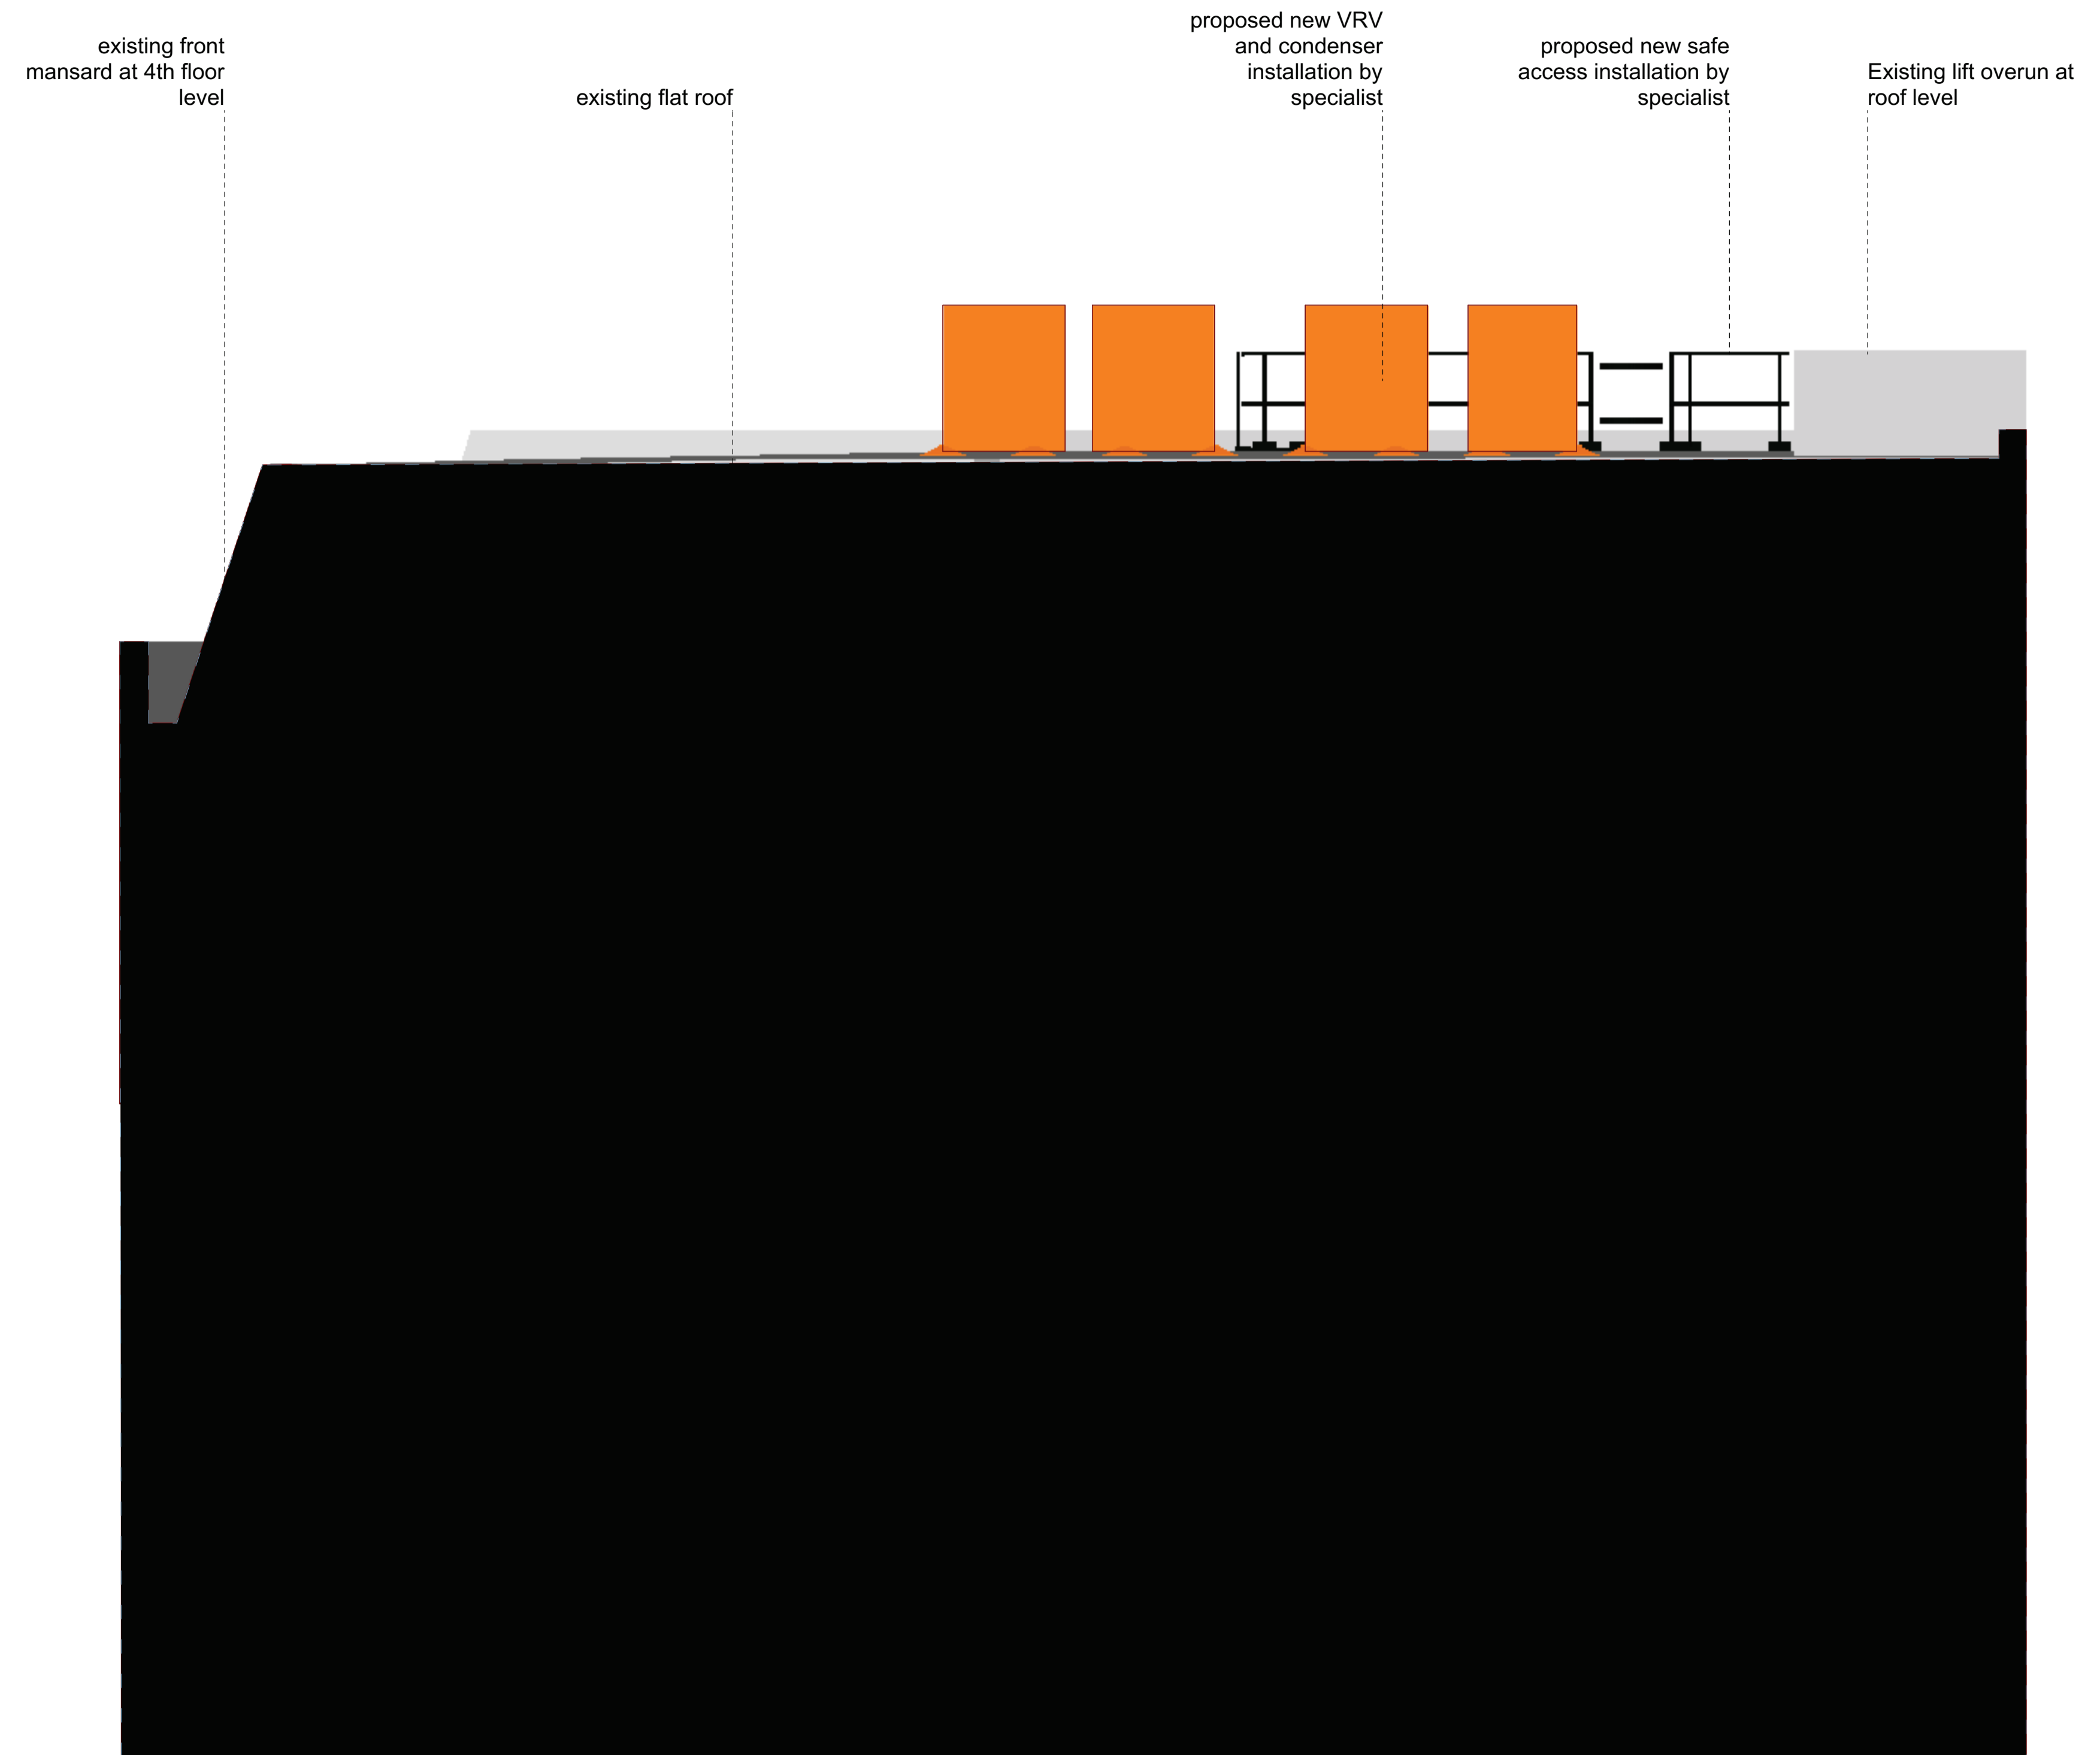 existing front
mansard at 4th floor
level
existing flat roof
proposed new VRV
and condenser
installation by
specialist
proposed new safe
access installation by
specialist
Existing lift overun at
roof level